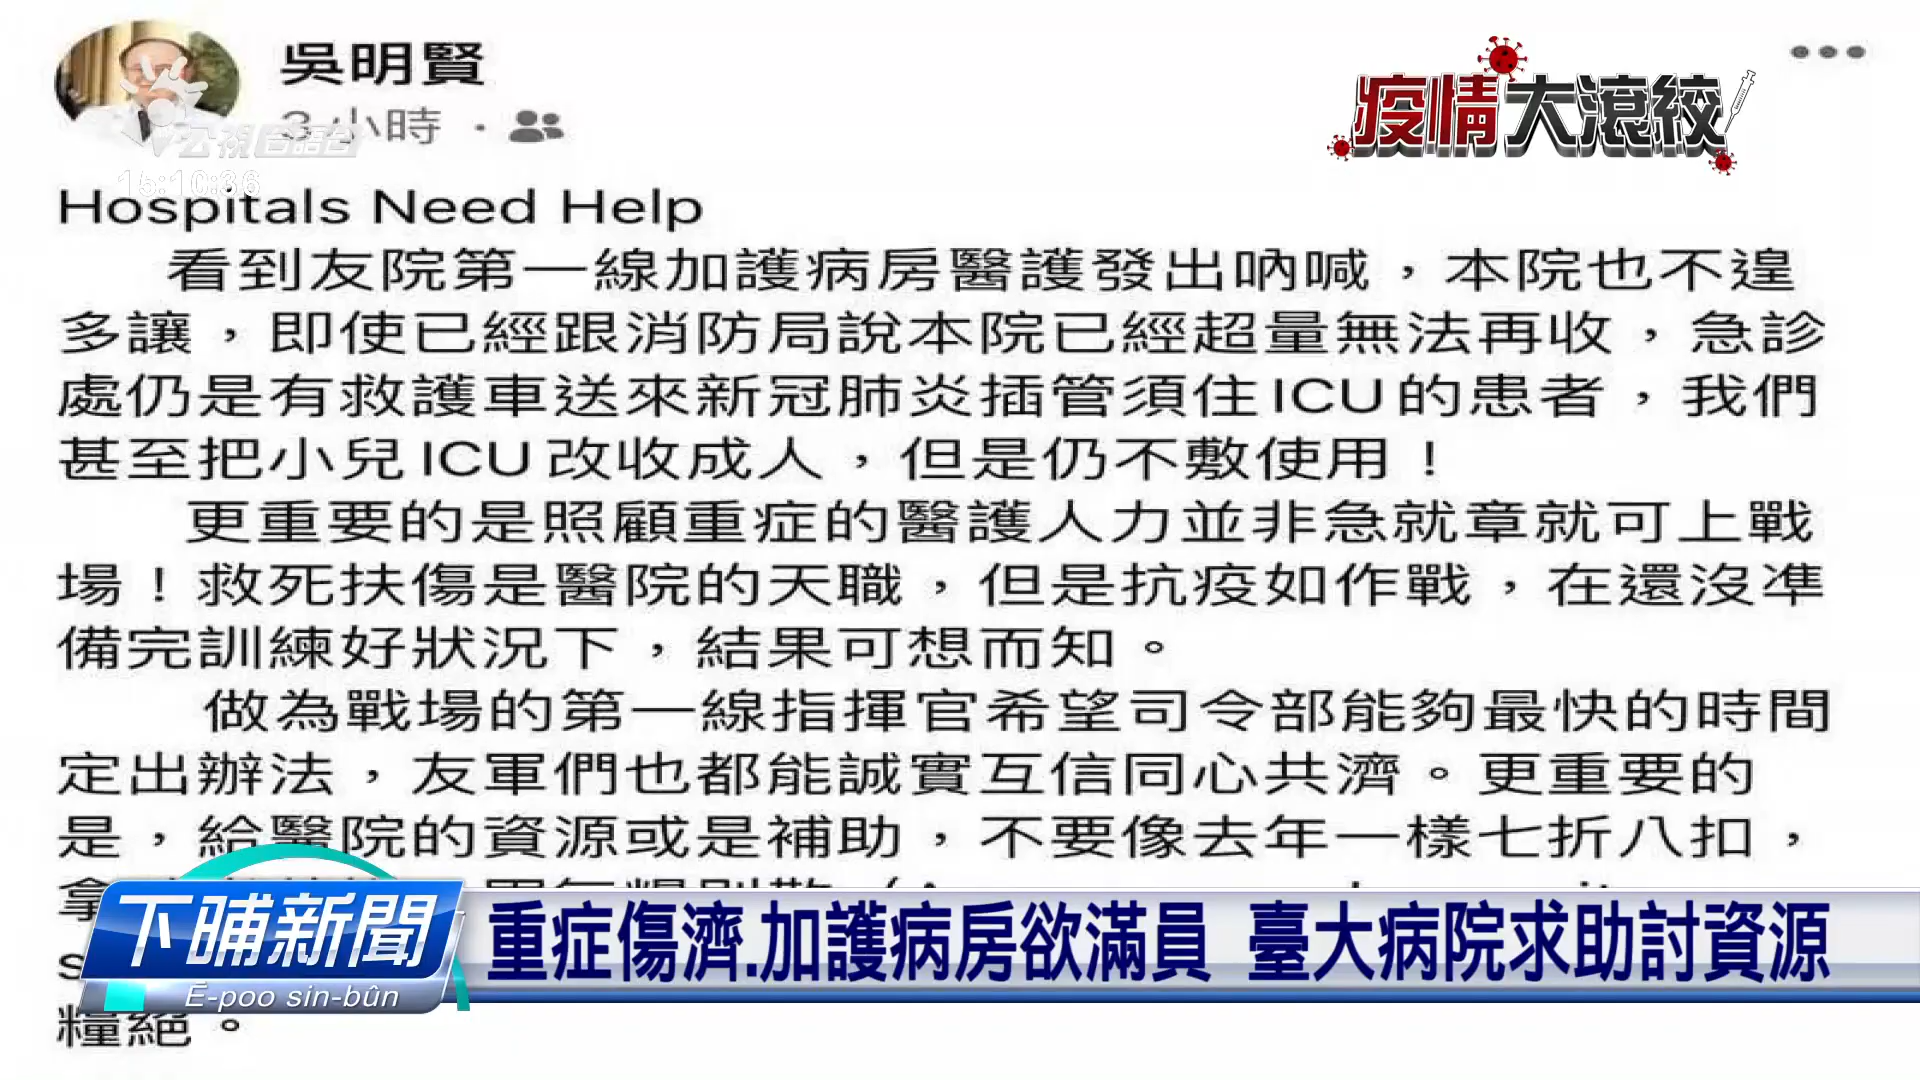 吳明賢
3小時
疫情大滾絞
公視台語台
15:10:36
Hospitals Need Help
看到友院第一線加護病房醫護發出吶喊，本院也不遑
多讓，即使已經跟消防局說本院已經超量無法再收，急診
處仍是有救護車送來新冠肺炎插管須住ICU的患者，我們
甚至把小兒ICU改收成人，但是仍不敷使用！
更重要的是照顧重症的醫護人力並非急就章就可上戰
場！救死扶傷是醫院的天職，但是抗疫如作戰，在還沒準
備完訓練好狀況下，結果可想而知。
做為戰場的第一線指揮官希望司令部能夠最快的時間
定出辦法，友軍們也都能誠實互信同心共濟。更重要的
是，給醫院的資源或是補助，不要像去年一樣七折八扣，
拿
糧絕。
下晡新聞
Ē-poo sin-bûn
重症傷濟.加護病房欲滿員 臺大病院求助討資源